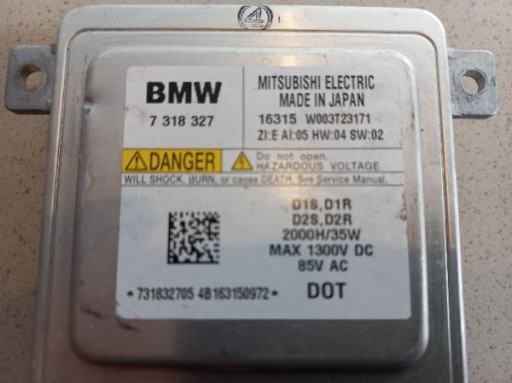 BMW
7 318 327
MITSUBISHI ELECTRIC
MADE IN JAPAN
16315 W003T23171
ZI:E AI:05 HW:04 SW:02
DANGER
Do not open.
HAZARDOUS VOLTAGE
WILL SHOCK, BURN, or cause DEATH. See Service Manual.
D1S,D1R
D2S,D2R
2000H/35W
MAX 1300V DC
85V AC
*731832705 4B163150972*
DOT